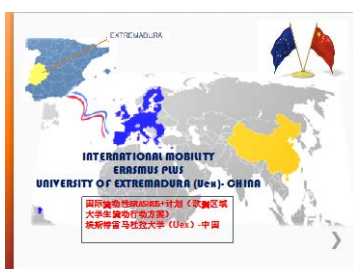 EXTREMADURA
INTERNATIONAL MOBILITY
ERASMUS PLUS
UNIVERSITY OF EXTREMADURA (Uex)- CHINA
国际流动性ERASMUS+计划（欧洲区域
大学生流动行动方案）
埃斯特雷马杜拉大学（Uex）-中国